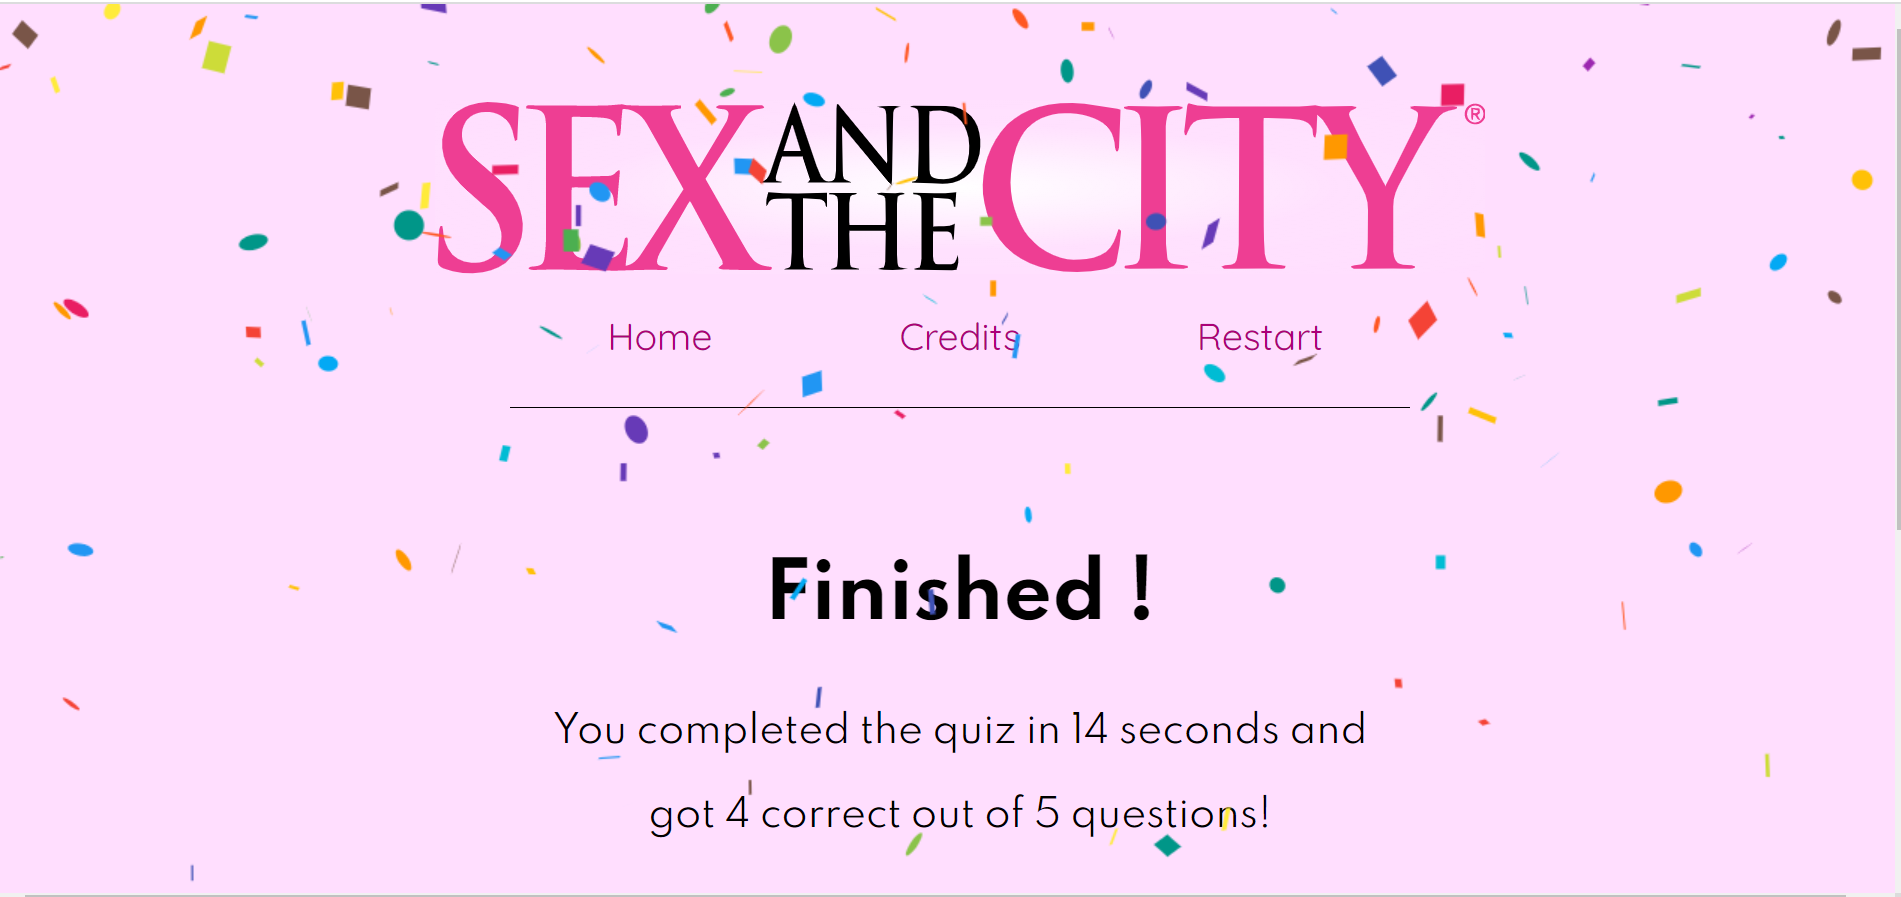 SEX AND THE CITY®
Home Credits Restart
Finished !
You completed the quiz in 14 seconds and
got 4 correct out of 5 questions!